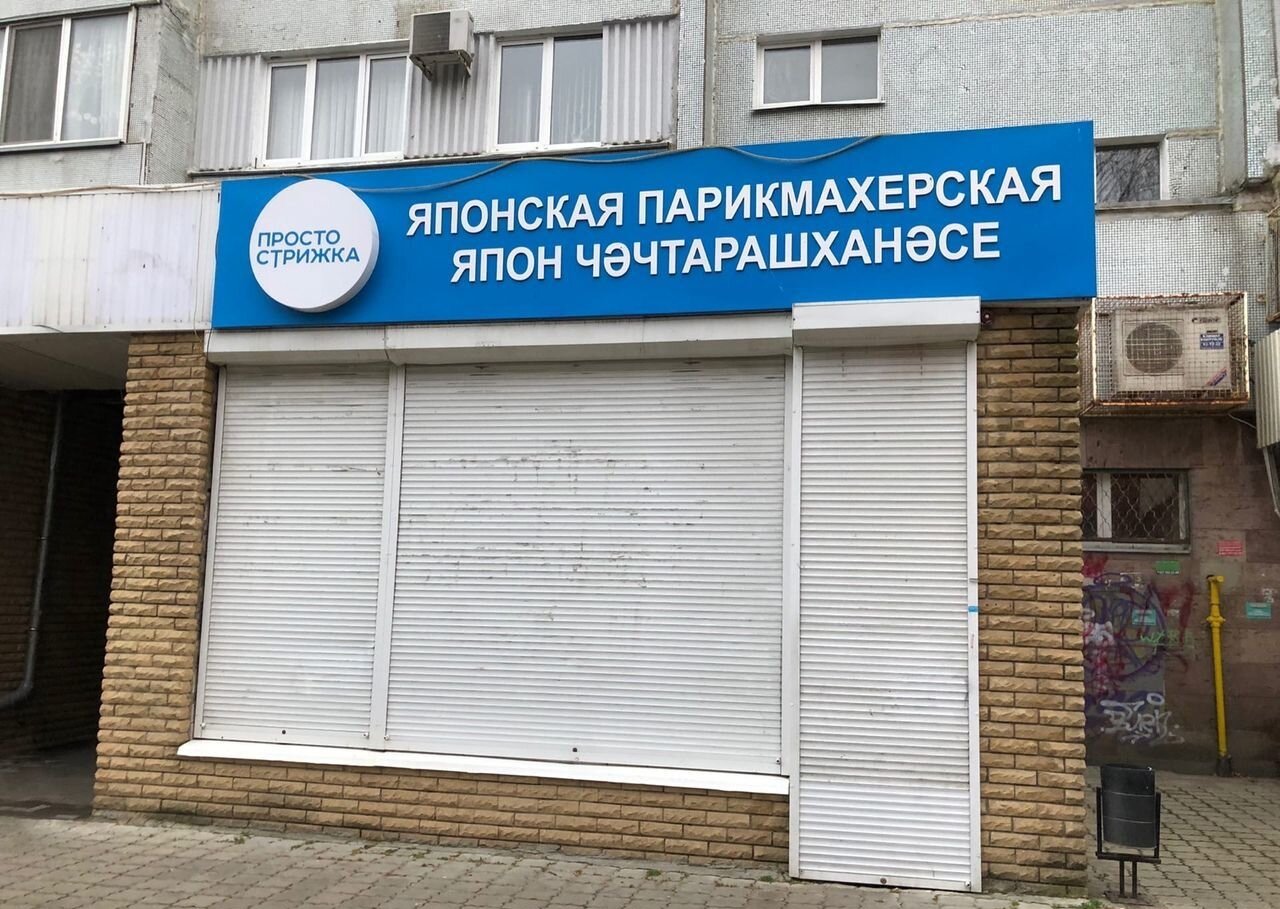 ПРОСТО
СТРИЖКА
ЯПОНСКАЯ ПАРИКМАХЕРСКАЯ
ЯПОН ЧӘЧТАРАШХАНӘСЕ